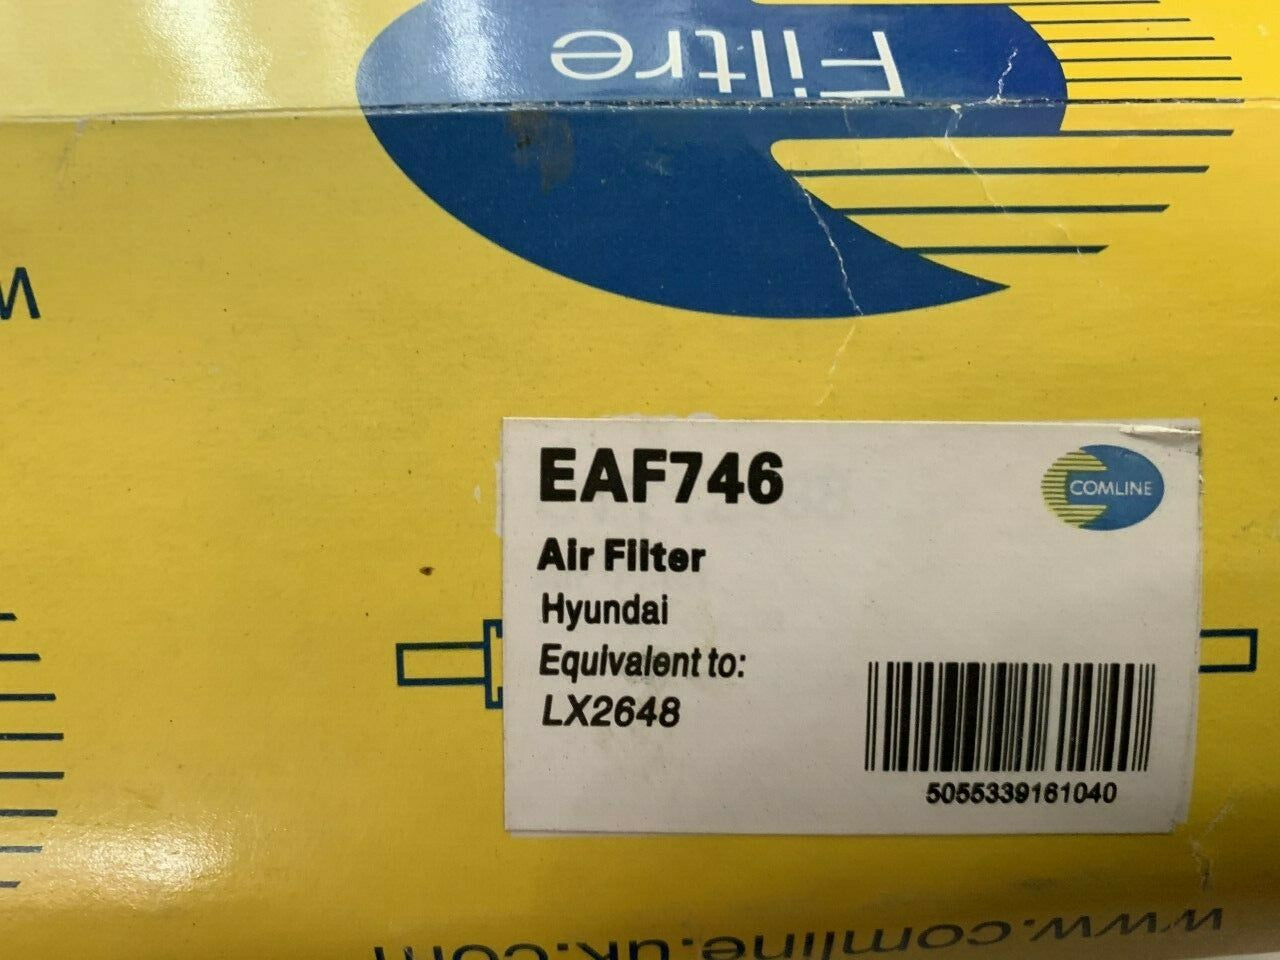 Filtre
EAF746
COMLINE
Air Filter
Hyundai
Equivalent to:
LX2648
5055339161040
www.comline.uk.com